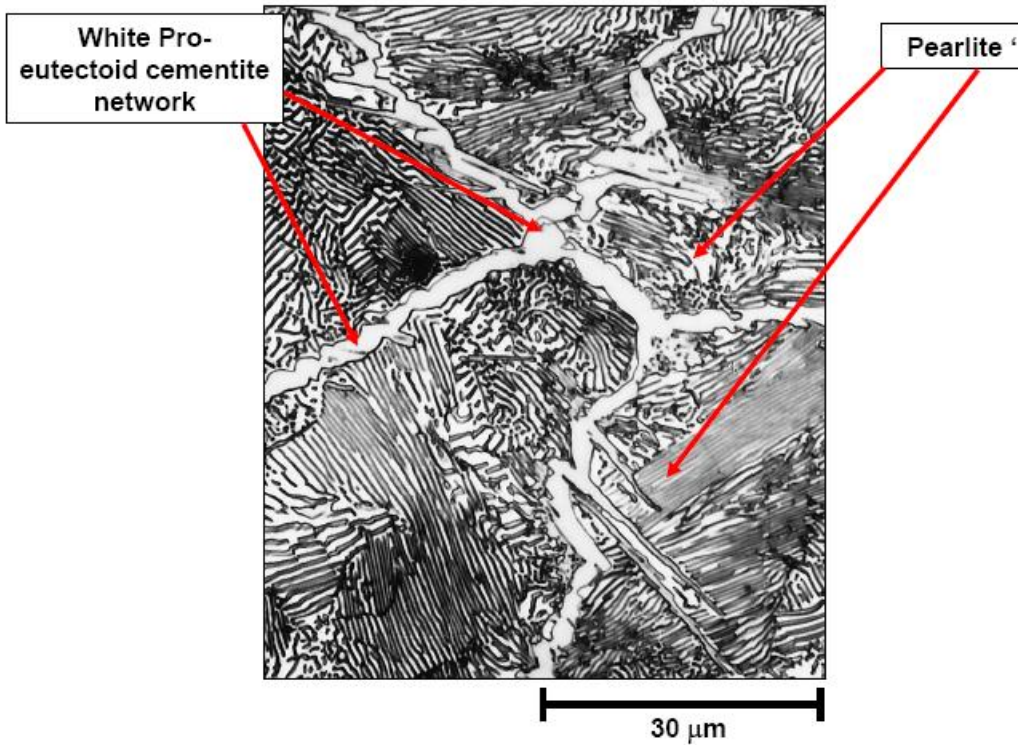 White Pro-
eutectoid cementite
network
Pearlite ‘
30 μm